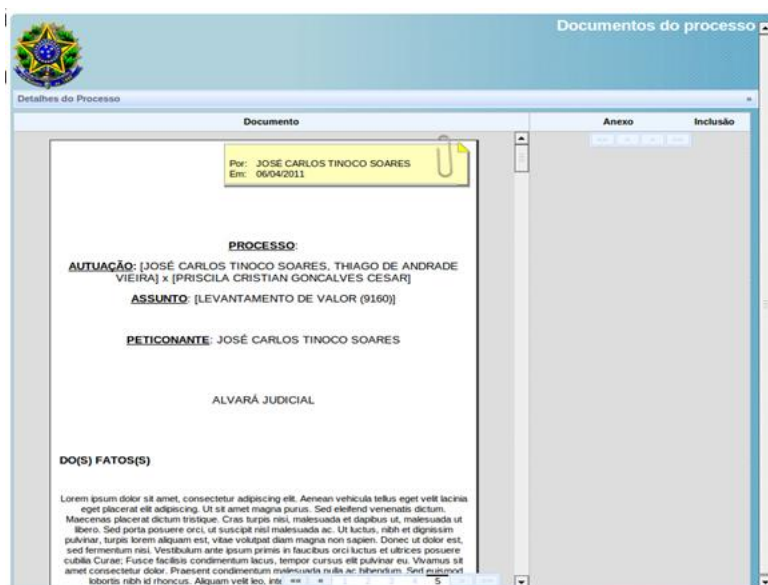 Documentos do processo
Detalhes do Processo »
Documento
Anexo
Inclusão
Por: JOSÉ CARLOS TINOCO SOARES
Em: 06/04/2011
PROCESSO:
AUTUAÇÃO: [JOSÉ CARLOS TINOCO SOARES, THIAGO DE ANDRADE
VIEIRA] x [PRISCILA CRISTIAN GONCALVES CESAR]
ASSUNTO: [LEVANTAMENTO DE VALOR (9160)]
PETICONANTE: JOSÉ CARLOS TINOCO SOARES
ALVARÁ JUDICIAL
DO(S) FATOS(S)
Lorem ipsum dolor sit amet, consectetur adipiscing elit. Aenean vehicula tellus eget velit lacinia
eget placerat elit adipiscing. Ut sit amet magna purus. Sed eleifend venenatis dictum.
Maecenas placerat dictum tristique. Cras turpis nisi, malesuada et dapibus ut, malesuada ut
libero. Sed porta posuere orci, ut suscipit nisl malesuada ac. Ut luctus, nibh et dignissim
pulvinar, turpis lorem aliquam est, vitae volutpat diam magna non sapien. Donec ut dolor est,
sed fermentum nisi. Vestibulum ante ipsum primis in faucibus orci luctus et ultrices posuere
cubilia Curae; Fusce facilisis condimentum lacus, tempor cursus elit pulvinar eu. Vivamus sit
amet consectetur dolor. Praesent condimentum malesuada nulla ac bibendum. Sed euismod
lobortis nibh id rhoncus. Aliquam velit leo, inte «« « 1 2 3 4 5